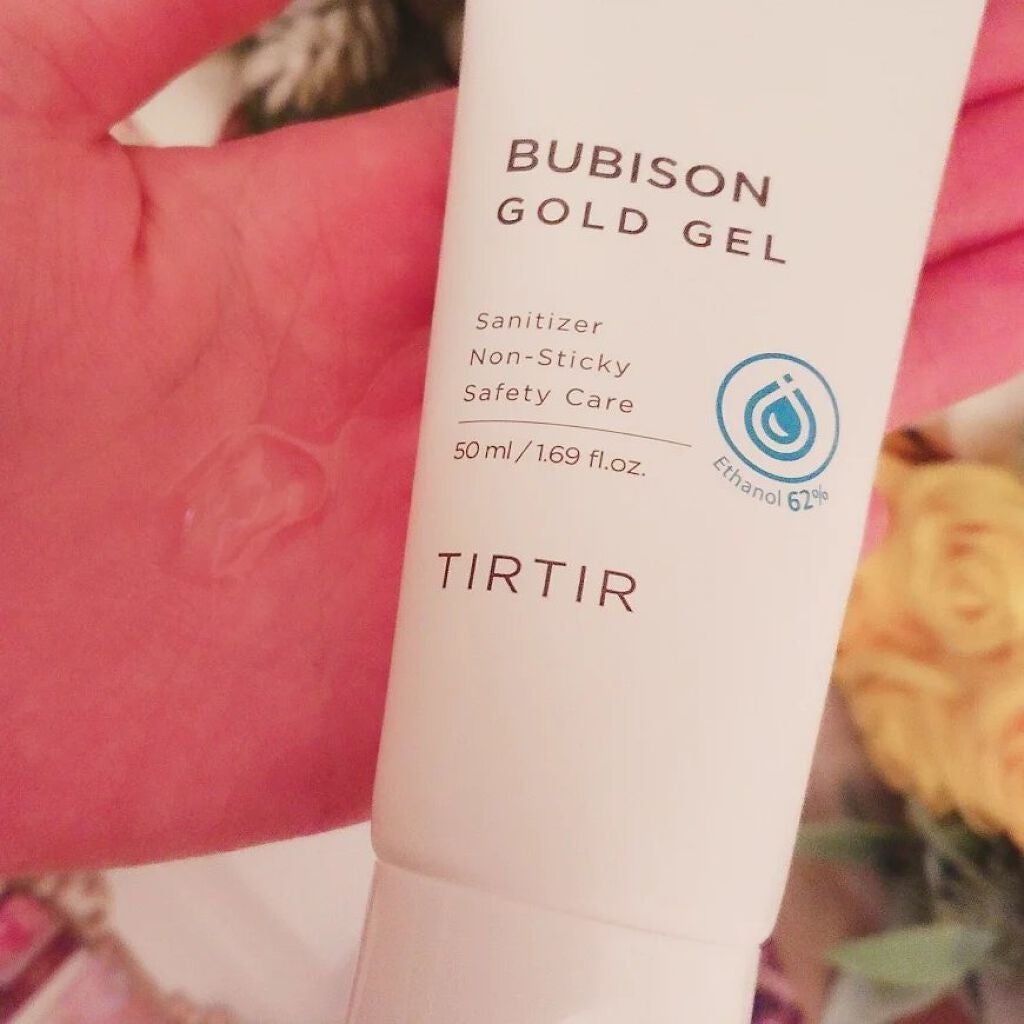 BUBISON
GOLD GEL
Sanitizer
Non-Sticky
Safety Care
50 ml / 1.69 fl.oz.
Ethanol 62%
TIRTIR